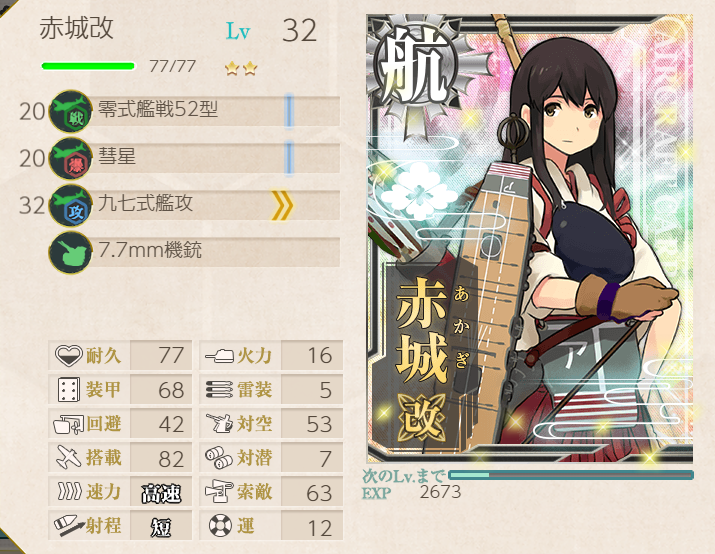 赤城改 Lv 32
77/77
20 戦 零式艦戦52型
20 爆 彗星
32 攻 九七式艦攻
7.7mm機銃
耐久 77 火力 16
装甲 68 雷装 5
回避 42 対空 53
搭載 82 対潜 7
速力 高速 索敵 63
射程 短 運 12
航
AIRCRAFT CARRIER
赤城
あかぎ
改
ア
次のLv.まで
EXP 2673